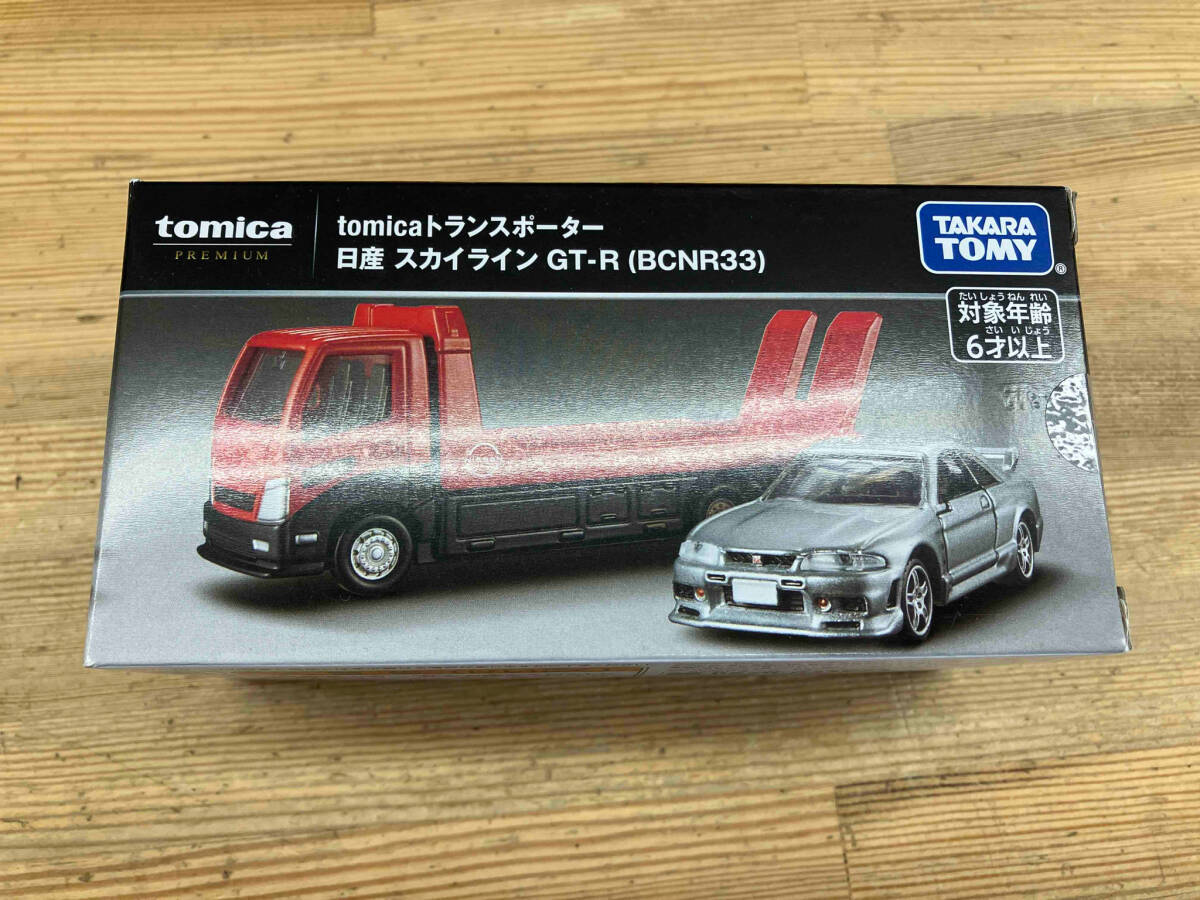 tomica
PREMIUM
tomicaトランスポーター
日産 スカイライン GT-R (BCNR33)
TAKARA
TOMY
®
たいしょうねんれい
対象年齢
さいいじょう
6才以上